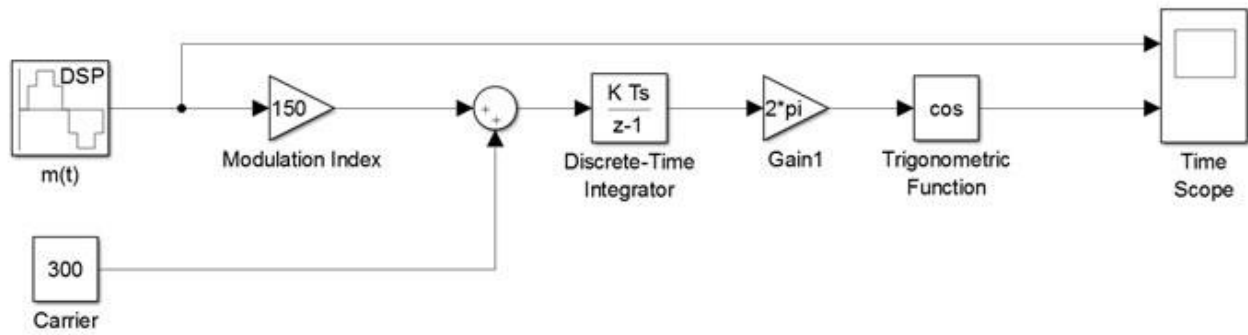 DSP
m(t)
150
Modulation Index
+
+
K Ts
z-1
Discrete-Time
Integrator
2*pi
Gain1
cos
Trigonometric
Function
Time
Scope
300
Carrier